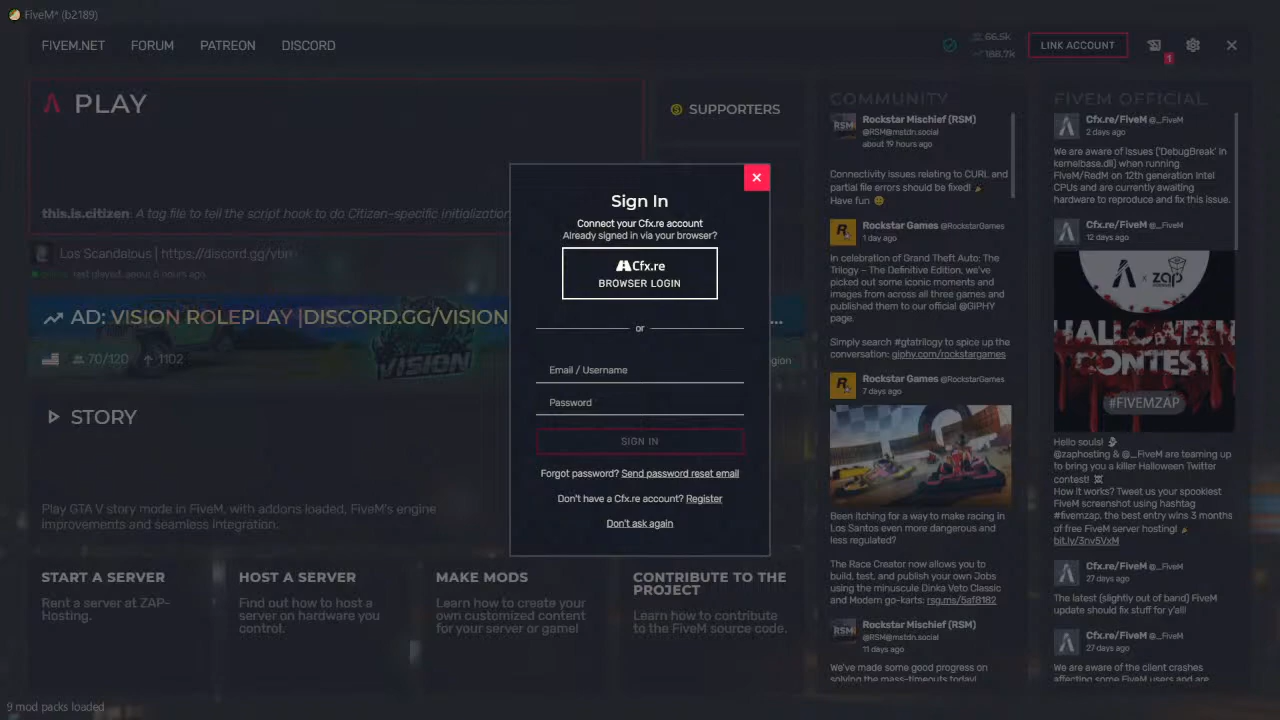 FiveM* (b2189)
FIVEM.NET
FORUM
PATREON
DISCORD
66.5k
188.7k
LINK ACCOUNT
1
PLAY
this.is.citizen: A tag file to tell the script hook to do Citizen-specific initialization
Los Scandalous | https://discord.gg/ybn
online, last played: about 6 hours ago
AD: VISION ROLEPLAY |DISCORD.GG/VISION
...
70/120
1102
STORY
Play GTA V story mode in FiveM, with addons loaded, FiveM's engine
improvements and seamless integration.
START A SERVER
Rent a server at ZAP-
Hosting.
HOST A SERVER
Find out how to host a
server on hardware you
control.
MAKE MODS
Learn how to create your
own customized content
for your server or game!
CONTRIBUTE TO THE
PROJECT
Learn how to contribute
to the FiveM source code.
9 mod packs loaded
SUPPORTERS
Sign In
Connect your Cfx.re account
Already signed in via your browser?
Cfx.re
BROWSER LOGIN
or
Email / Username
Password
SIGN IN
Forgot password? Send password reset email
Don't have a Cfx.re account? Register
Don't ask again
COMMUNITY
RSM
Rockstar Mischief (RSM)
@RSM@mstdn.social
about 19 hours ago
Connectivity issues relating to CURL and
partial file errors should be fixed! 🎉
Have fun 🙂
Rockstar Games @RockstarGames
1 day ago
In celebration of Grand Theft Auto: The
Trilogy – The Definitive Edition, we've
picked out some iconic moments and
images from across all three games and
published them to our official @GIPHY
page.
Simply search #gtatrilogy to spice up the
conversation: giphy.com/rockstargames
Rockstar Games @RockstarGames
7 days ago
Been itching for a way to make racing in
Los Santos even more dangerous and
less regulated?
The Race Creator now allows you to
build, test, and publish your own Jobs
using the minuscule Dinka Veto Classic
and Modern go-karts: rsg.ms/5af8182
RSM
Rockstar Mischief (RSM)
@RSM@mstdn.social
11 days ago
We've made some good progress on
solving the mass-timeouts today!
FIVEM OFFICIAL
Cfx.re/FiveM @_FiveM
2 days ago
We are aware of issues ('DebugBreak' in
kernelbase.dll) when running
FiveM/RedM on 12th generation Intel
CPUs and are currently awaiting
hardware to reproduce and fix this issue.
Cfx.re/FiveM @_FiveM
12 days ago
x zap
HALLOWEEN
CONTEST
#FIVEMZAP
Hello souls!
@zaphosting & @_FiveM are teaming up
to bring you a killer Halloween Twitter
contest! ☠
How it works? Tweet us your spookiest
FiveM screenshot using hashtag
#fivemzap, the best entry wins 3 months
of free FiveM server hosting! 🎉
bit.ly/3nv5VxM
Cfx.re/FiveM @_FiveM
27 days ago
The latest (slightly out of band) FiveM
update should fix stuff for y'all!
Cfx.re/FiveM @_FiveM
27 days ago
We are aware of the client crashes
affecting some FiveM users and are